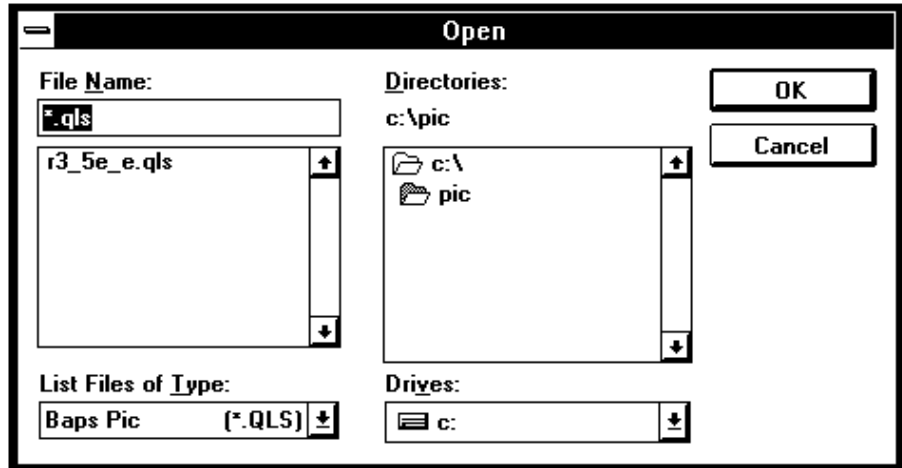 Open
File Name:
*.qls
r3_5e_e.qls
List Files of Type:
Baps Pic (*.QLS)
Directories:
c:\pic
c:\
pic
Drives:
c:
OK
Cancel